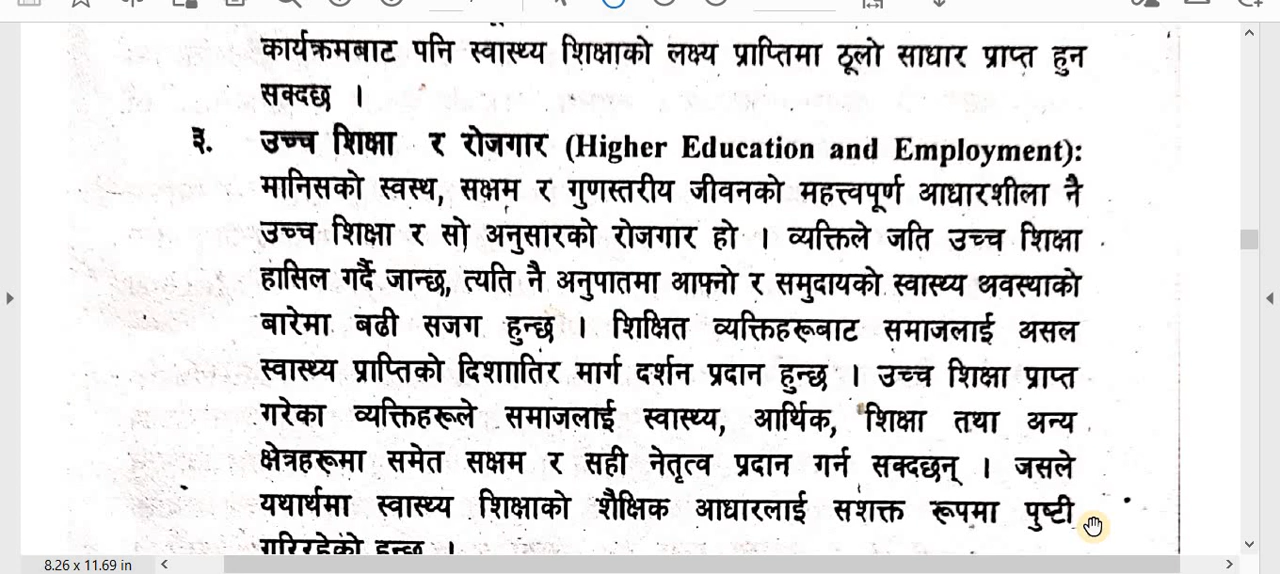 कार्यक्रमबाट पनि स्वास्थ्य शिक्षाको लक्ष्य प्राप्तिमा ठूलो साधार प्राप्त हुन
सक्दछ ।
३. उच्च शिक्षा र रोजगार (Higher Education and Employment):
मानिसको स्वस्थ, सक्षम र गुणस्तरीय जीवनको महत्त्वपूर्ण आधारशीला नै
उच्च शिक्षा र सो अनुसारको रोजगार हो । व्यक्तिले जति उच्च शिक्षा
हासिल गर्दै जान्छ, त्यति नै अनुपातमा आफ्नो र समुदायको स्वास्थ्य अवस्थाको
बारेमा बढी सजग हुन्छ । शिक्षित व्यक्तिहरूबाट समाजलाई असल
स्वास्थ्य प्राप्तिको दिशाातिर मार्ग दर्शन प्रदान हुन्छ । उच्च शिक्षा प्राप्त
गरेका व्यक्तिहरूले समाजलाई स्वास्थ्य, आर्थिक, शिक्षा तथा अन्य
क्षेत्रहरूमा समेत सक्षम र सही नेतृत्व प्रदान गर्न सक्दछन् । जसले
यथार्थमा स्वास्थ्य शिक्षाको शैक्षिक आधारलाई सशक्त रूपमा पुष्टी
गरिरहेको हुन्छ ।
8.26 x 11.69 in